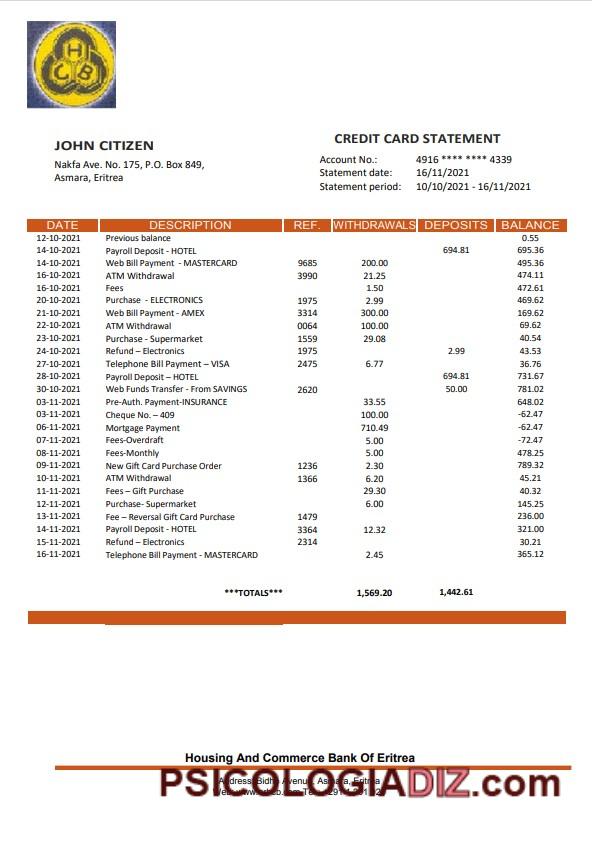 H
C B
JOHN CITIZEN
Nakfa Ave. No. 175, P.O. Box 849,
Asmara, Eritrea
CREDIT CARD STATEMENT
Account No.: 4916 **** **** 4339
Statement date: 16/11/2021
Statement period: 10/10/2021 - 16/11/2021
DATE DESCRIPTION REF. WITHDRAWALS DEPOSITS BALANCE
12-10-2021 Previous balance 0.55
14-10-2021 Payroll Deposit - HOTEL 694.81 695.36
14-10-2021 Web Bill Payment - MASTERCARD 9685 200.00 495.36
16-10-2021 ATM Withdrawal 3990 21.25 474.11
16-10-2021 Fees 1.50 472.61
20-10-2021 Purchase - ELECTRONICS 1975 2.99 469.62
21-10-2021 Web Bill Payment - AMEX 3314 300.00 169.62
22-10-2021 ATM Withdrawal 0064 100.00 69.62
23-10-2021 Purchase - Supermarket 1559 29.08 40.54
24-10-2021 Refund – Electronics 1975 2.99 43.53
27-10-2021 Telephone Bill Payment – VISA 2475 6.77 36.76
28-10-2021 Payroll Deposit – HOTEL 694.81 731.67
30-10-2021 Web Funds Transfer - From SAVINGS 2620 50.00 781.02
03-11-2021 Pre-Auth. Payment-INSURANCE 33.55 648.02
03-11-2021 Cheque No. – 409 100.00 -62.47
06-11-2021 Mortgage Payment 710.49 -62.47
07-11-2021 Fees-Overdraft 5.00 -72.47
08-11-2021 Fees-Monthly 5.00 478.25
09-11-2021 New Gift Card Purchase Order 1236 2.30 789.32
10-11-2021 ATM Withdrawal 1366 6.20 45.21
11-11-2021 Fees – Gift Purchase 29.30 40.32
12-11-2021 Purchase- Supermarket 6.00 145.25
13-11-2021 Fee – Reversal Gift Card Purchase 1479 236.00
14-11-2021 Payroll Deposit - HOTEL 3364 12.32 321.00
15-11-2021 Refund – Electronics 2314 30.21
16-11-2021 Telephone Bill Payment - MASTERCARD 2.45 365.12
***TOTALS*** 1,569.20 1,442.61
Housing And Commerce Bank Of Eritrea
PSICOLOGIADIZ.com